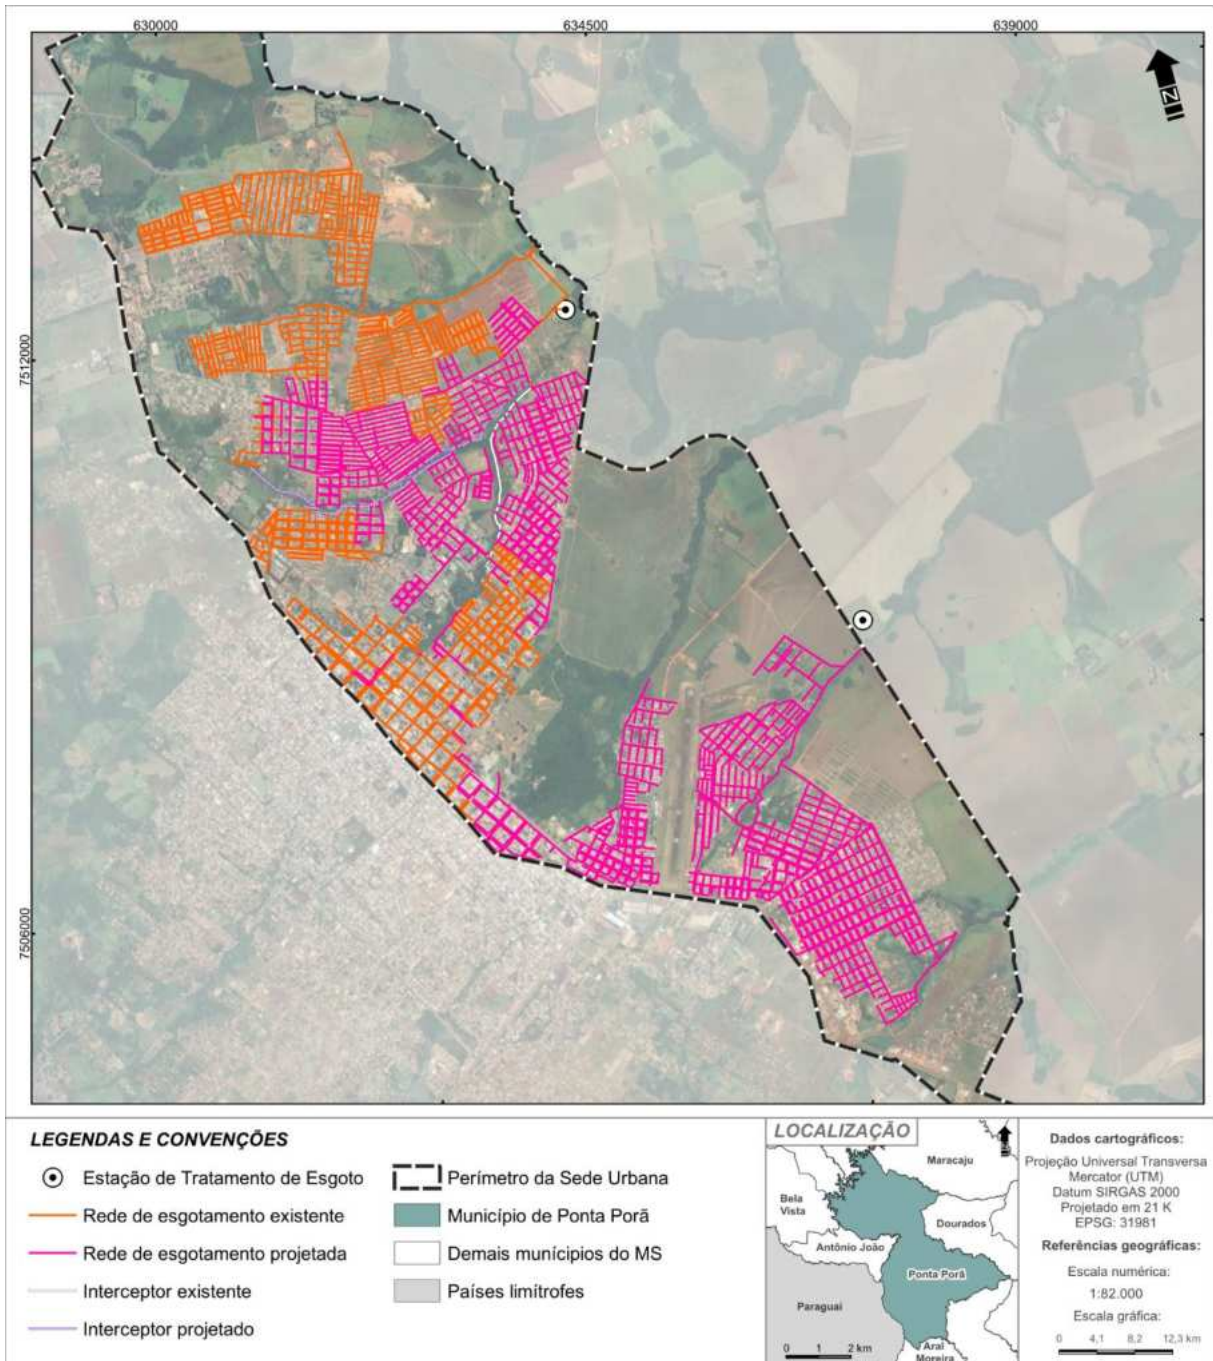 630000
634500
639000
7512000
7506000
N
LEGENDAS E CONVENÇÕES
Estação de Tratamento de Esgoto
Rede de esgotamento existente
Rede de esgotamento projetada
Interceptor existente
Interceptor projetado
Perímetro da Sede Urbana
Município de Ponta Porã
Demais munícipios do MS
Países limítrofes
LOCALIZAÇÃO
Maracaju
Bela
Vista
Dourados
Antônio João
Ponta Porã
Paraguai
Aral
Moreira
0 1 2 km
Dados cartográficos:
Projeção Universal Transversa
Mercator (UTM)
Datum SIRGAS 2000
Projetado em 21 K
EPSG: 31981
Referências geográficas:
Escala numérica:
1:82.000
Escala gráfica:
0 4,1 8,2 12,3 km